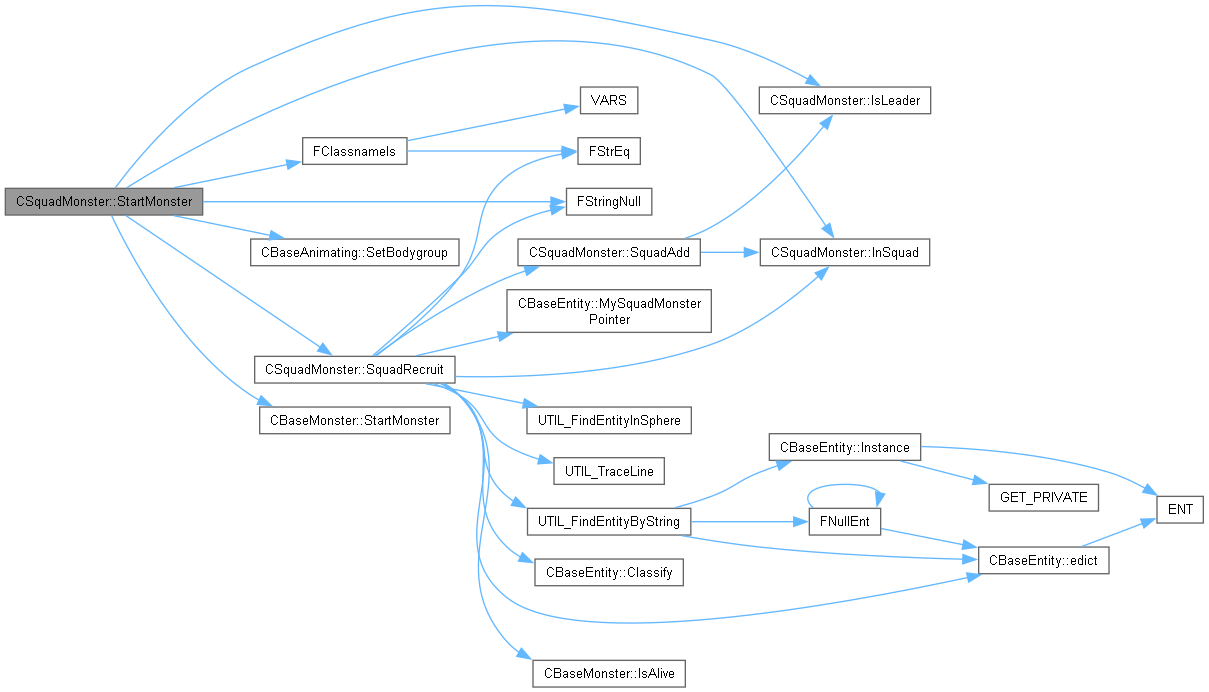 CSquadMonster::StartMonster
FClassnameIs
CBaseAnimating::SetBodygroup
CSquadMonster::SquadRecruit
CBaseMonster::StartMonster
VARS
FStrEq
FStringNull
CSquadMonster::SquadAdd
CBaseEntity::MySquadMonster
Pointer
UTIL_FindEntityInSphere
UTIL_TraceLine
UTIL_FindEntityByString
CBaseEntity::Classify
CBaseMonster::IsAlive
CSquadMonster::IsLeader
CSquadMonster::InSquad
CBaseEntity::Instance
FNullEnt
GET_PRIVATE
CBaseEntity::edict
ENT